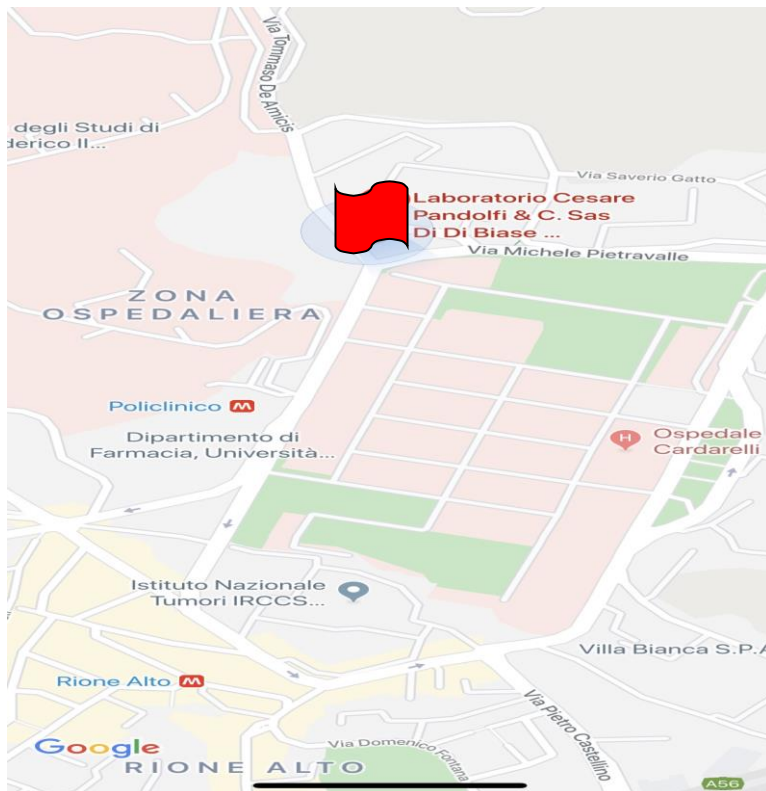 Via Tommaso De Amicis
degli Studi di
derico II...
Via Saverio Gatto
Laboratorio Cesare
Pandolfi & C. Sas
Di Di Biase ...
Via Michele Pietravalle
ZONA
OSPEDALIERA
Policlinico M
Dipartimento di
Farmacia, Università...
H
Ospedale
Cardarelli
Istituto Nazionale
Tumori IRCCS...
Villa Bianca S.P.A
Rione Alto M
Via Pietro Castellino
Google
Via Domenico Fontana
RIONE ALTO
A56